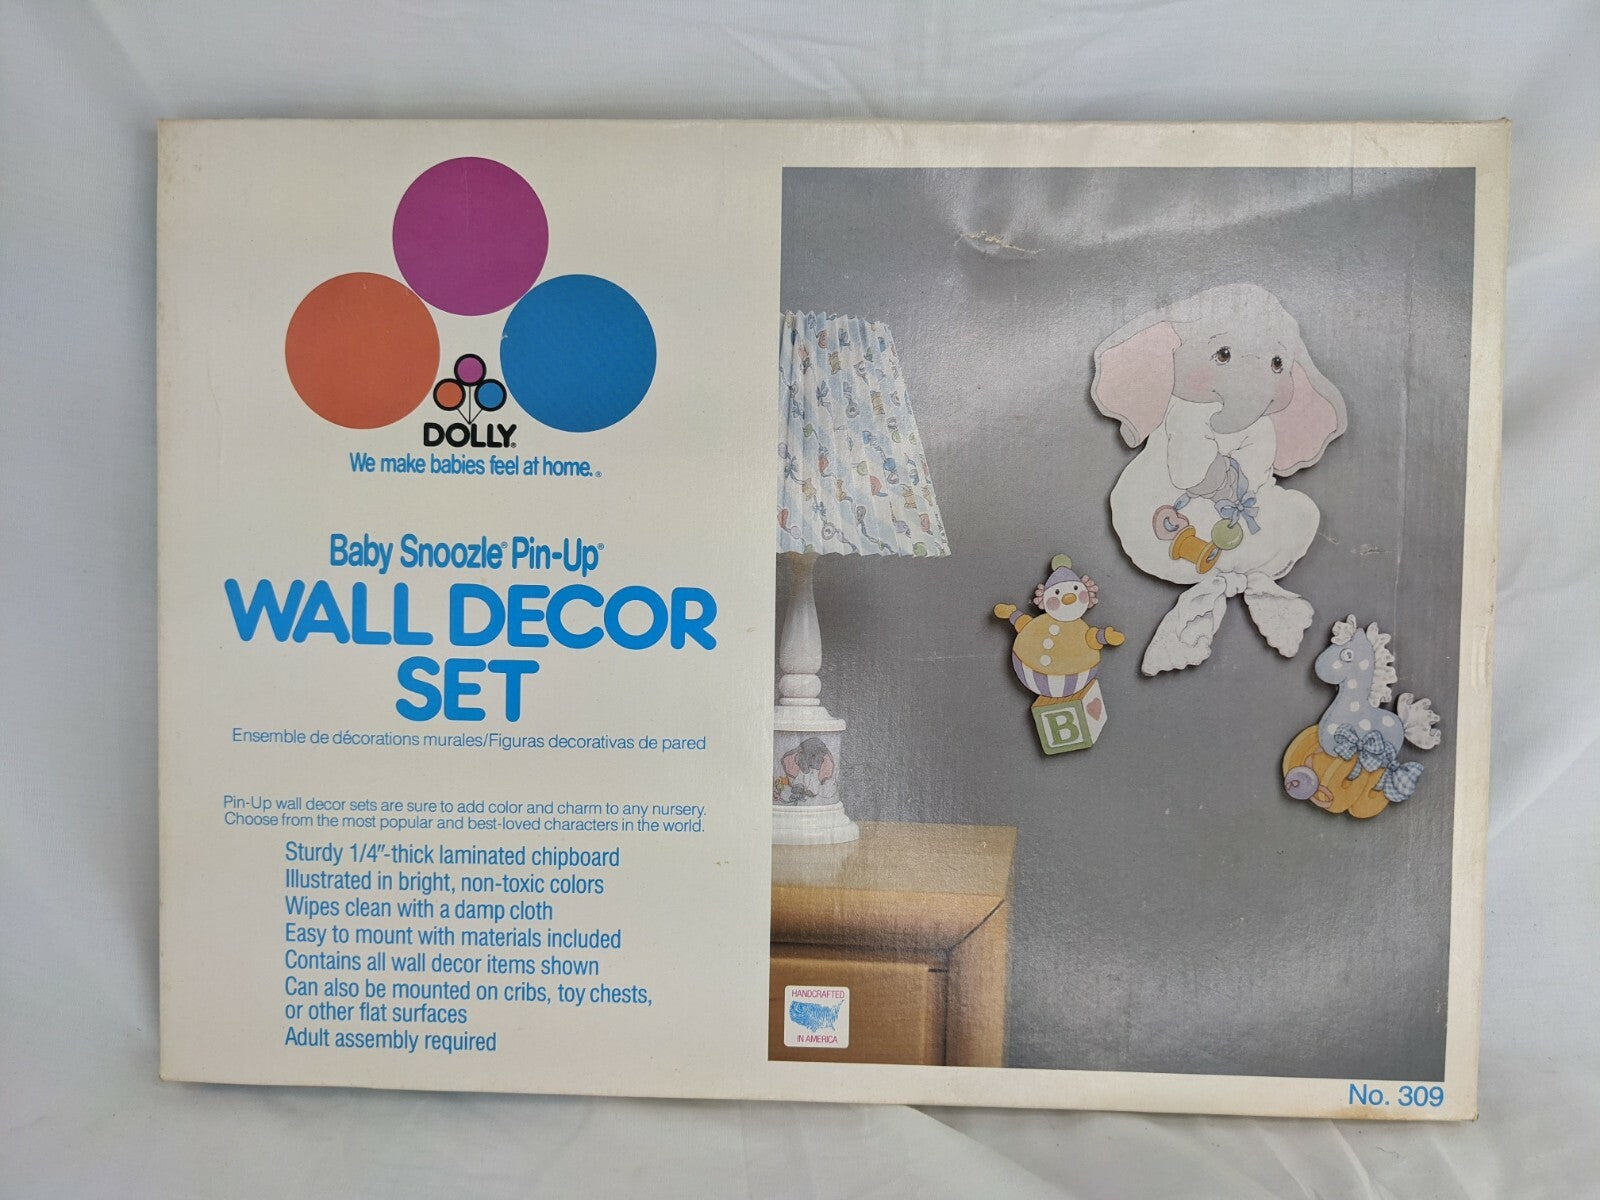 DOLLY®
We make babies feel at home.®
Baby Snoozle® Pin-Up®
WALL DECOR
SET
Ensemble de décorations murales/Figuras decorativas de pared
Pin-Up wall decor sets are sure to add color and charm to any nursery.
Choose from the most popular and best-loved characters in the world.
Sturdy 1/4"-thick laminated chipboard
Illustrated in bright, non-toxic colors
Wipes clean with a damp cloth
Easy to mount with materials included
Contains all wall decor items shown
Can also be mounted on cribs, toy chests,
or other flat surfaces
Adult assembly required
B
HANDCRAFTED
IN AMERICA
No. 309